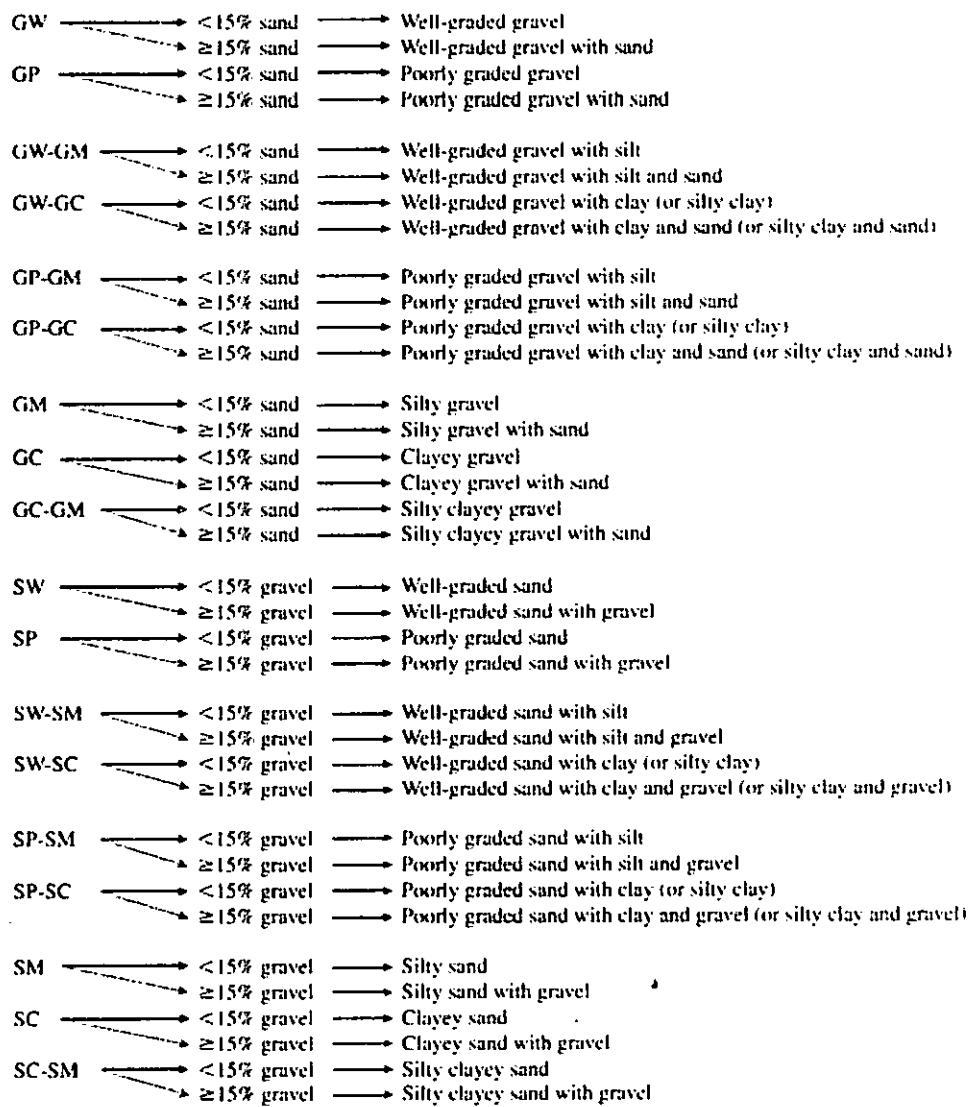 GW <15% sand Well-graded gravel
≥15% sand Well-graded gravel with sand
GP <15% sand Poorly graded gravel
≥15% sand Poorly graded gravel with sand
GW-GM <15% sand Well-graded gravel with silt
≥15% sand Well-graded gravel with silt and sand
GW-GC <15% sand Well-graded gravel with clay (or silty clay)
≥15% sand Well-graded gravel with clay and sand (or silty clay and sand)
GP-GM <15% sand Poorly graded gravel with silt
≥15% sand Poorly graded gravel with silt and sand
GP-GC <15% sand Poorly graded gravel with clay (or silty clay)
≥15% sand Poorly graded gravel with clay and sand (or silty clay and sand)
GM <15% sand Silty gravel
≥15% sand Silty gravel with sand
GC <15% sand Clayey gravel
≥15% sand Clayey gravel with sand
GC-GM <15% sand Silty clayey gravel
≥15% sand Silty clayey gravel with sand
SW <15% gravel Well-graded sand
≥15% gravel Well-graded sand with gravel
SP <15% gravel Poorly graded sand
≥15% gravel Poorly graded sand with gravel
SW-SM <15% gravel Well-graded sand with silt
≥15% gravel Well-graded sand with silt and gravel
SW-SC <15% gravel Well-graded sand with clay (or silty clay)
≥15% gravel Well-graded sand with clay and gravel (or silty clay and gravel)
SP-SM <15% gravel Poorly graded sand with silt
≥15% gravel Poorly graded sand with silt and gravel
SP-SC <15% gravel Poorly graded sand with clay (or silty clay)
≥15% gravel Poorly graded sand with clay and gravel (or silty clay and gravel)
SM <15% gravel Silty sand
≥15% gravel Silty sand with gravel
SC <15% gravel Clayey sand
≥15% gravel Clayey sand with gravel
SC-SM <15% gravel Silty clayey sand
≥15% gravel Silty clayey sand with gravel